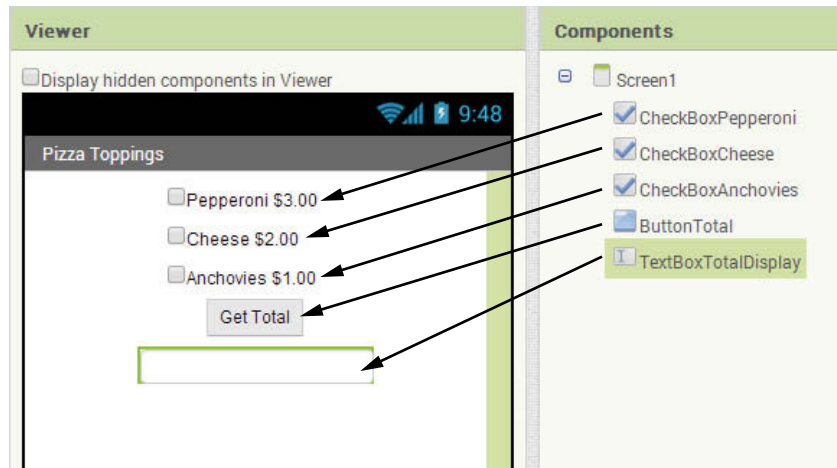 Viewer
Display hidden components in Viewer
9:48
Pizza Toppings
Pepperoni $3.00
Cheese $2.00
Anchovies $1.00
Get Total
Components
Screen1
CheckBoxPepperoni
CheckBoxCheese
CheckBoxAnchovies
ButtonTotal
TextBoxTotalDisplay